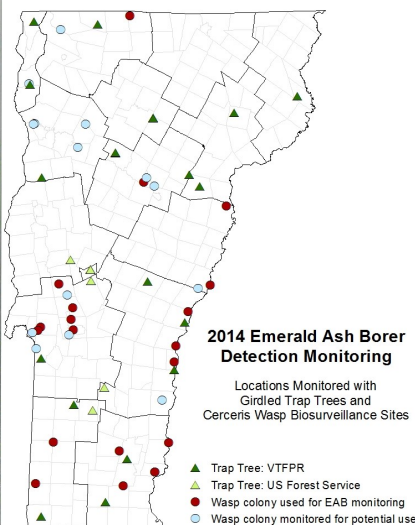 2014 Emerald Ash Borer
Detection Monitoring
Locations Monitored with
Girdled Trap Trees and
Cerceris Wasp Biosurveillance Sites
Trap Tree: VTFPR
Trap Tree: US Forest Service
Wasp colony used for EAB monitoring
Wasp colony monitored for potential use